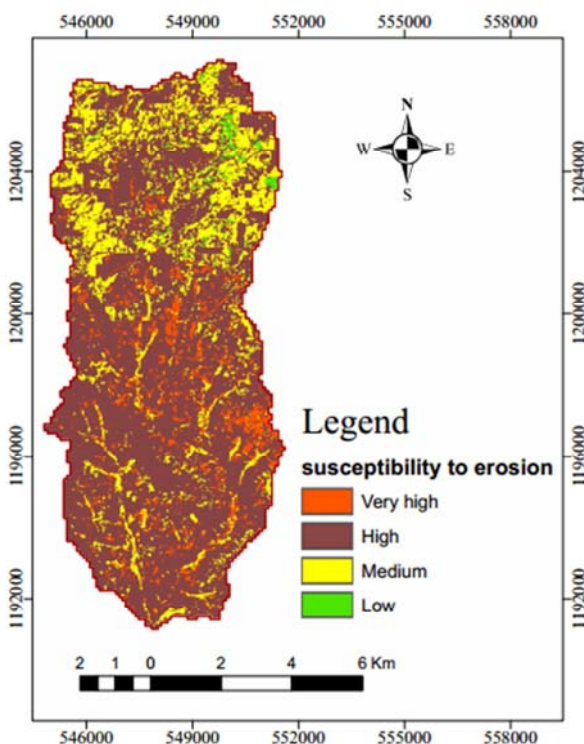 546000 549000 552000 555000 558000
N
W E
S
1204000 1204000
1200000 1200000
1196000 1196000
1192000 1192000
Legend
susceptibility to erosion
Very high
High
Medium
Low
2 1 0 2 4 6 Km
546000 549000 552000 555000 558000